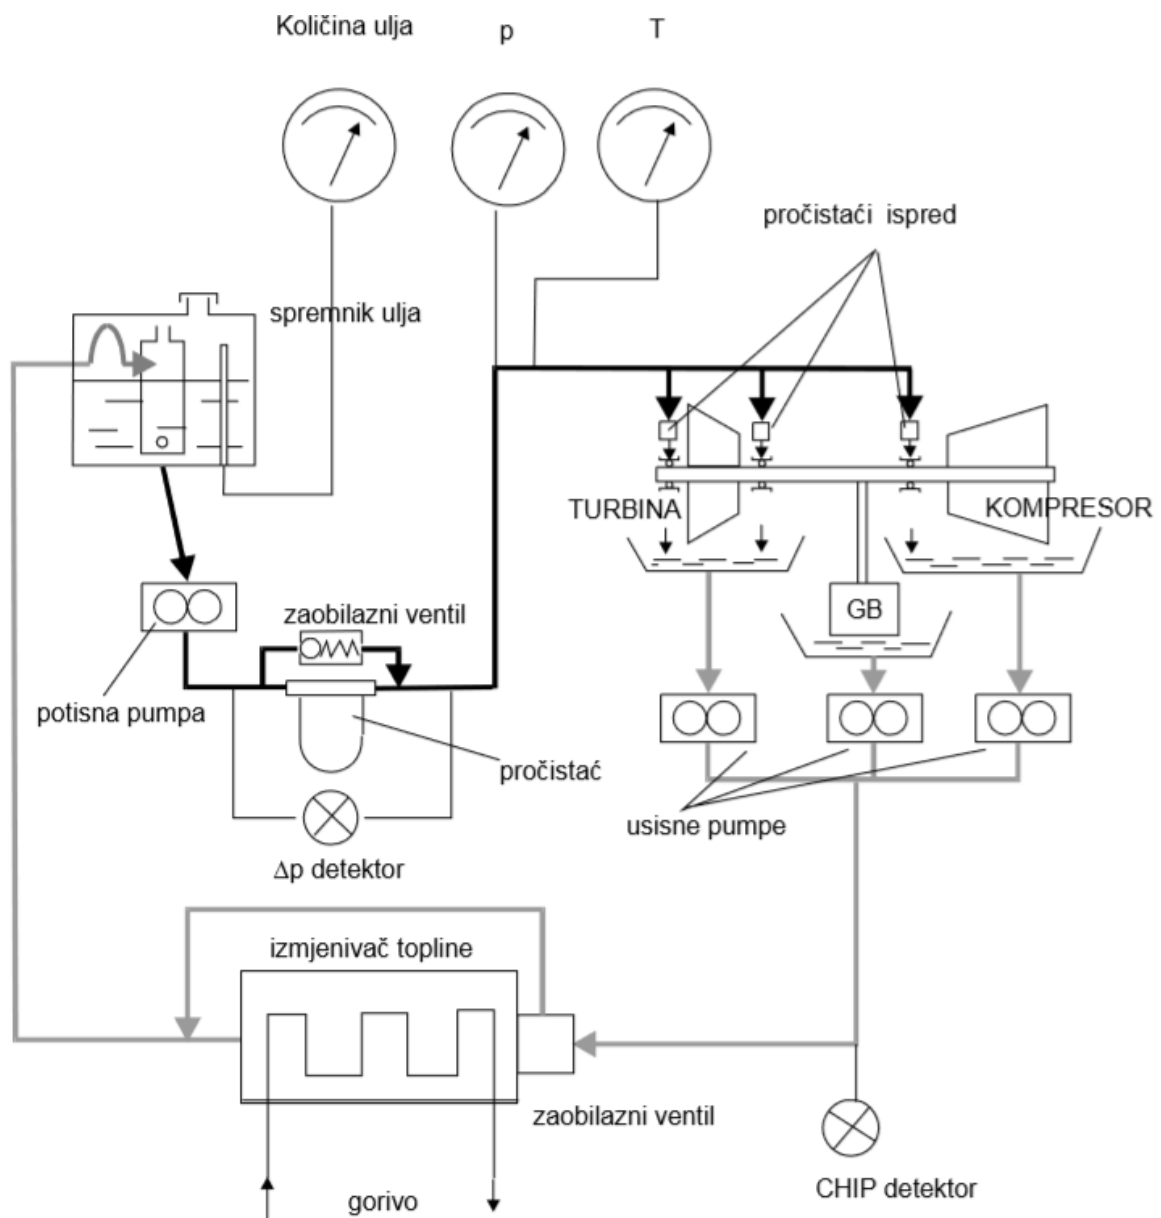 Količina ulja
p
T
pročistaći ispred
spremnik ulja
TURBINA
KOMPRESOR
GB
zaobilazni ventil
potisna pumpa
pročistać
usisne pumpe
Δp detektor
izmjenivač topline
zaobilazni ventil
CHIP detektor
gorivo